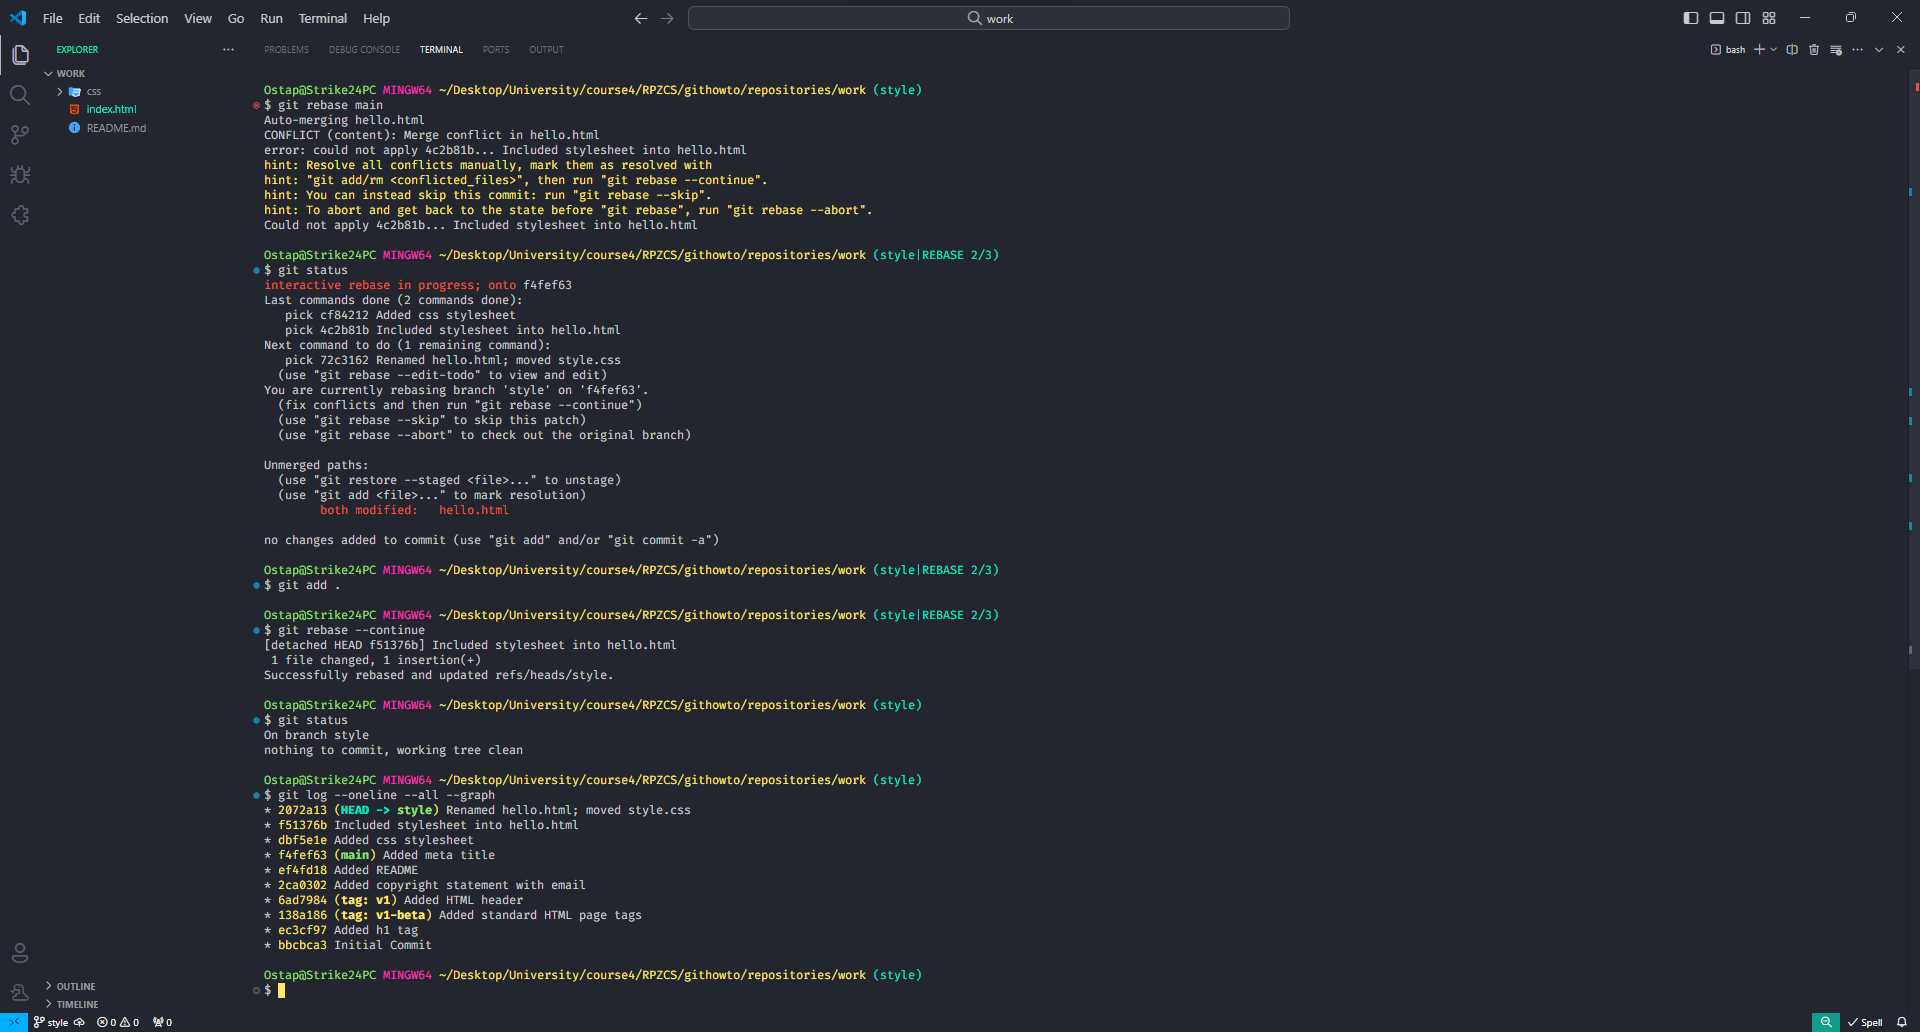 File Edit Selection View Go Run Terminal Help
work
EXPLORER
PROBLEMS DEBUG CONSOLE TERMINAL PORTS OUTPUT
bash
WORK
css
index.html
README.md
Ostap@Strike24PC MINGW64 ~/Desktop/University/course4/RPZCS/githowto/repositories/work (style)
$ git rebase main
Auto-merging hello.html
CONFLICT (content): Merge conflict in hello.html
error: could not apply 4c2b81b... Included stylesheet into hello.html
hint: Resolve all conflicts manually, mark them as resolved with
hint: "git add/rm <conflicted_files>", then run "git rebase --continue".
hint: You can instead skip this commit: run "git rebase --skip".
hint: To abort and get back to the state before "git rebase", run "git rebase --abort".
Could not apply 4c2b81b... Included stylesheet into hello.html
Ostap@Strike24PC MINGW64 ~/Desktop/University/course4/RPZCS/githowto/repositories/work (style|REBASE 2/3)
$ git status
interactive rebase in progress; onto f4fef63
Last commands done (2 commands done):
pick cf84212 Added css stylesheet
pick 4c2b81b Included stylesheet into hello.html
Next command to do (1 remaining command):
pick 72c3162 Renamed hello.html; moved style.css
(use "git rebase --edit-todo" to view and edit)
You are currently rebasing branch 'style' on 'f4fef63'.
(fix conflicts and then run "git rebase --continue")
(use "git rebase --skip" to skip this patch)
(use "git rebase --abort" to check out the original branch)
Unmerged paths:
(use "git restore --staged <file>..." to unstage)
(use "git add <file>..." to mark resolution)
both modified: hello.html
no changes added to commit (use "git add" and/or "git commit -a")
Ostap@Strike24PC MINGW64 ~/Desktop/University/course4/RPZCS/githowto/repositories/work (style|REBASE 2/3)
$ git add .
Ostap@Strike24PC MINGW64 ~/Desktop/University/course4/RPZCS/githowto/repositories/work (style|REBASE 2/3)
$ git rebase --continue
[detached HEAD f51376b] Included stylesheet into hello.html
1 file changed, 1 insertion(+)
Successfully rebased and updated refs/heads/style.
Ostap@Strike24PC MINGW64 ~/Desktop/University/course4/RPZCS/githowto/repositories/work (style)
$ git status
On branch style
nothing to commit, working tree clean
Ostap@Strike24PC MINGW64 ~/Desktop/University/course4/RPZCS/githowto/repositories/work (style)
$ git log --oneline --all --graph
* 2072a13 (HEAD -> style) Renamed hello.html; moved style.css
* f51376b Included stylesheet into hello.html
* dbf5e1e Added css stylesheet
* f4fef63 (main) Added meta title
* ef4fd18 Added README
* 2ca0302 Added copyright statement with email
* 6ad7984 (tag: v1) Added HTML header
* 138a186 (tag: v1-beta) Added standard HTML page tags
* ec3cf97 Added h1 tag
* bbcbca3 Initial Commit
Ostap@Strike24PC MINGW64 ~/Desktop/University/course4/RPZCS/githowto/repositories/work (style)
$
OUTLINE
TIMELINE
style 0 0 0
Spell